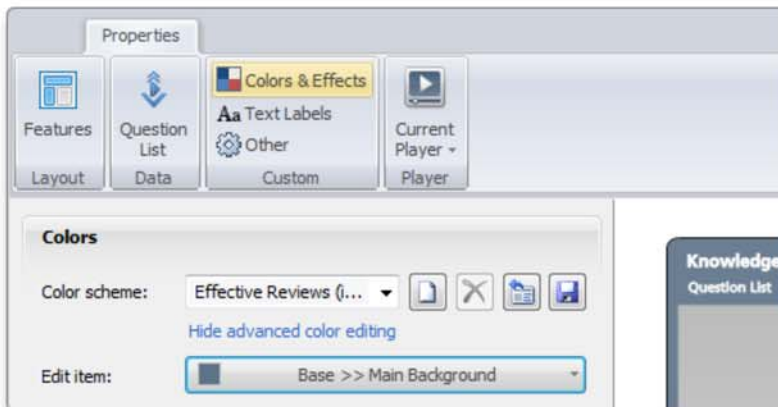 Properties
Features
Question
List
Colors & Effects
Aa Text Labels
Other
Current
Player
Layout
Data
Custom
Player
Colors
Color scheme:
Effective Reviews (i...
Hide advanced color editing
Edit item:
Base >> Main Background
Knowledge
Question List